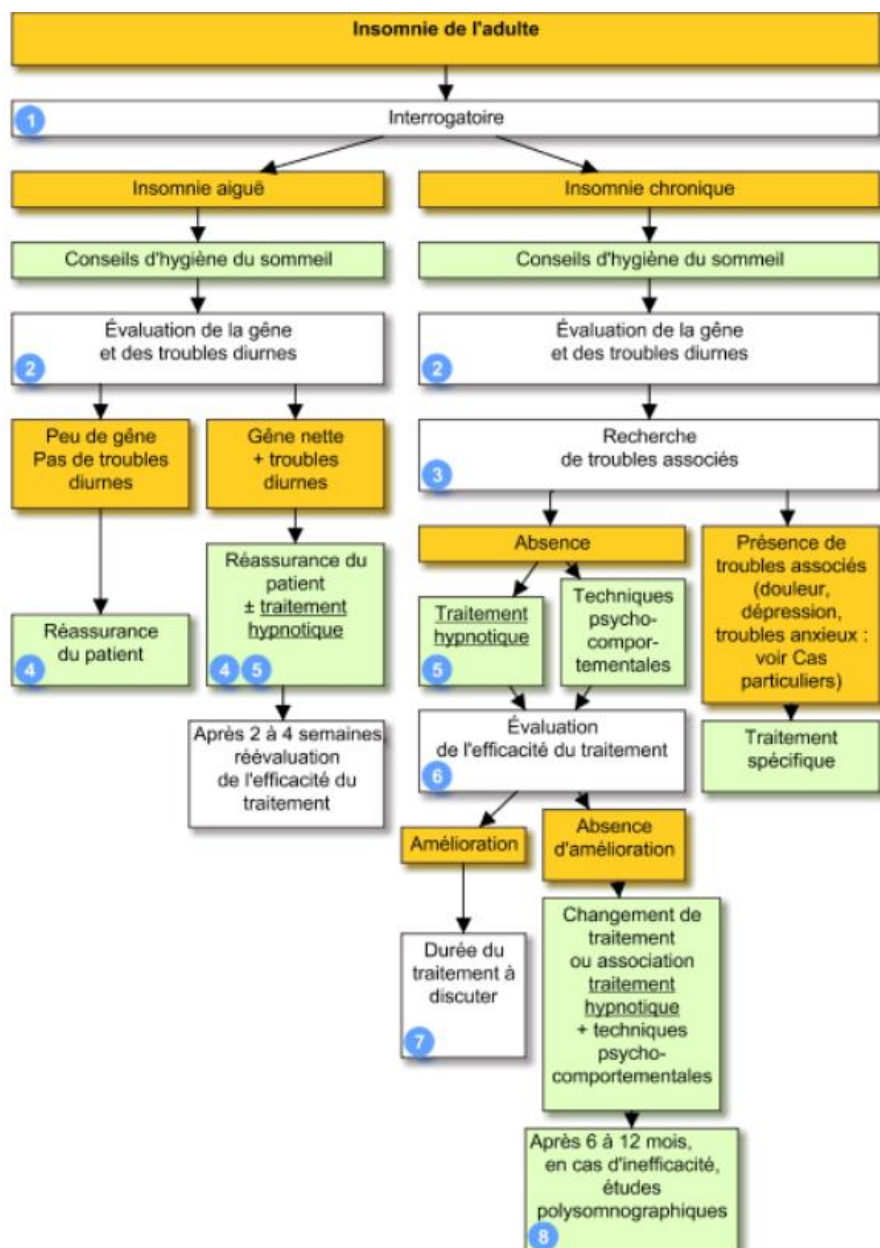 Insomnie de l'adulte
1
Interrogatoire
Insomnie aiguë
Conseils d'hygiène du sommeil
Évaluation de la gêne
et des troubles diurnes
2
Peu de gêne
Pas de troubles
diurnes
Réassurance
du patient
4
Gêne nette
+ troubles
diurnes
Réassurance du
patient
± traitement
hypnotique
4 5
Après 2 à 4 semaines,
réévaluation
de l'efficacité du
traitement
Insomnie chronique
Conseils d'hygiène du sommeil
Évaluation de la gêne
et des troubles diurnes
2
Recherche
de troubles associés
3
Absence
Traitement
hypnotique
5
Techniques
psycho-
compor-
tementales
Évaluation
de l'efficacité du traitement
6
Amélioration
Durée du
traitement à
discuter
7
Absence
d'amélioration
Changement de
traitement
ou association
traitement
hypnotique
+ techniques
psycho-
comportementales
Après 6 à 12 mois,
en cas d'inefficacité,
études
polysomnographiques
8
Présence de
troubles associés
(douleur,
dépression,
troubles anxieux :
voir Cas
particuliers)
Traitement
spécifique